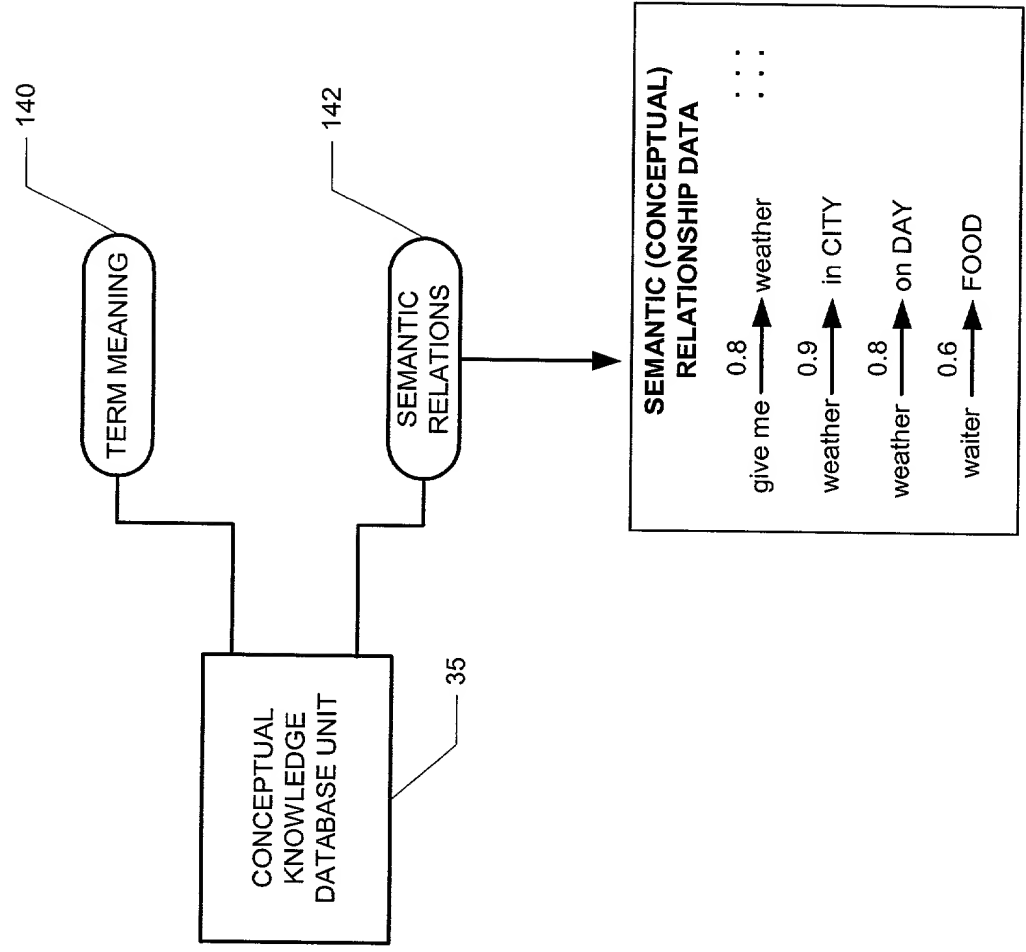 140
TERM MEANING
142
SEMANTIC
RELATIONS
CONCEPTUAL
KNOWLEDGE
DATABASE UNIT
35
SEMANTIC (CONCEPTUAL)
RELATIONSHIP DATA
0.8
give me weather . . .
. . .
0.9
weather in CITY
0.8
weather on DAY
0.6
waiter FOOD